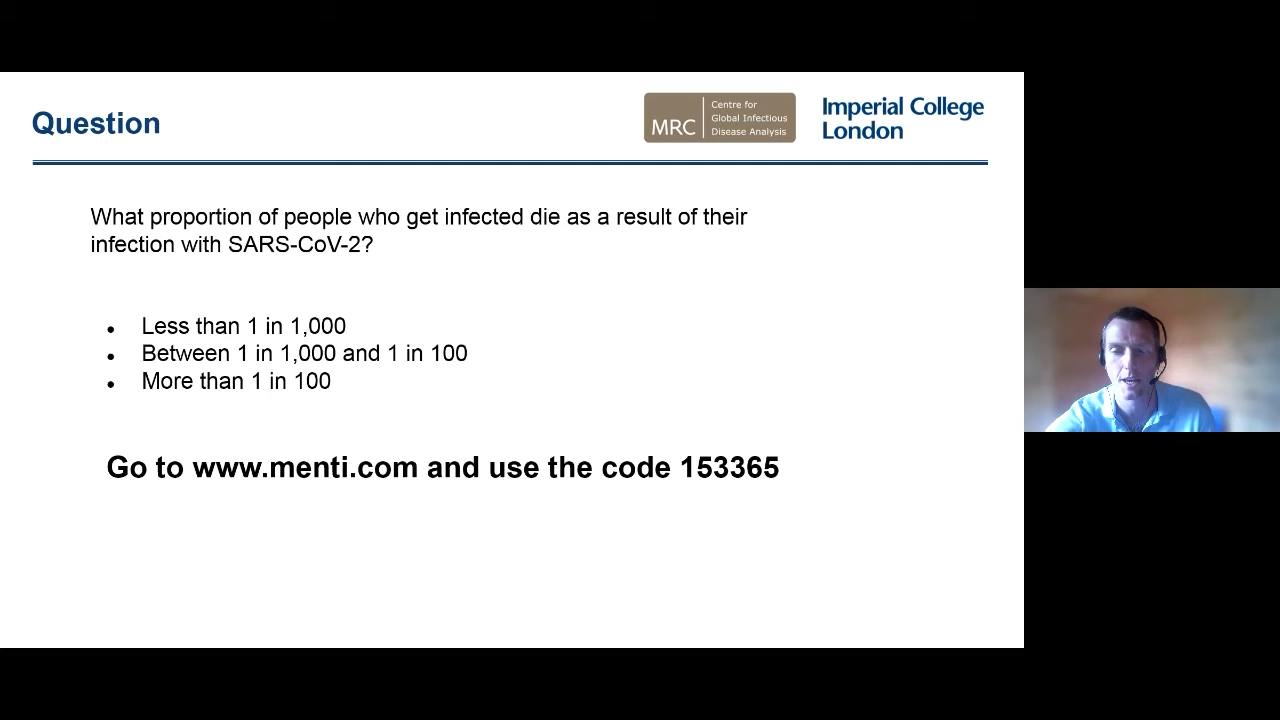 Question
MRC
Centre for
Global Infectious
Disease Analysis
Imperial College
London
What proportion of people who get infected die as a result of their
infection with SARS-CoV-2?
• Less than 1 in 1,000
• Between 1 in 1,000 and 1 in 100
• More than 1 in 100
Go to www.menti.com and use the code 153365